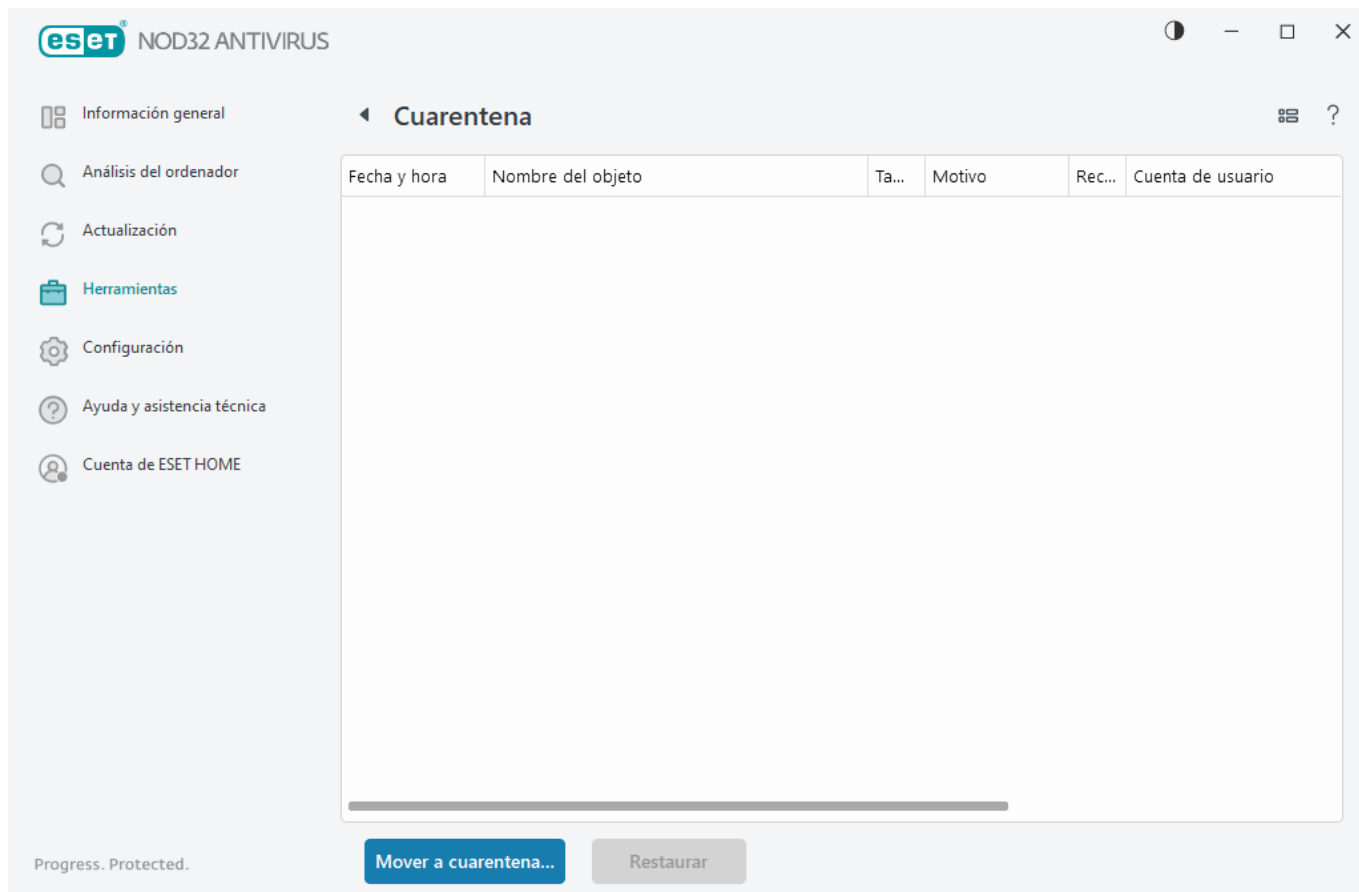 eset® NOD32 ANTIVIRUS
Información general
Análisis del ordenador
Actualización
Herramientas
Configuración
Ayuda y asistencia técnica
Cuenta de ESET HOME
Progress. Protected.
Cuarentena
?
Fecha y hora Nombre del objeto Ta... Motivo Rec... Cuenta de usuario
Mover a cuarentena... Restaurar